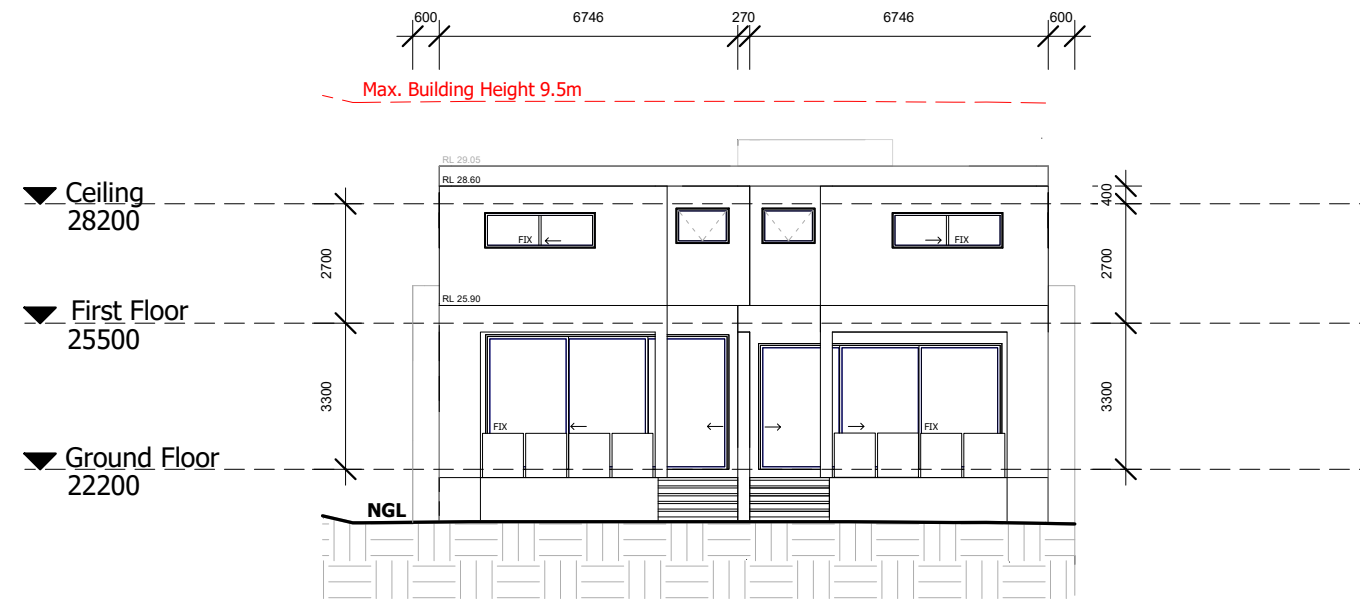 600 6746 270 6746 600
Max. Building Height 9.5m
RL 29.05
RL 28.60
Ceiling
28200
400
FIX
FIX
2700
2700
RL 25.90
First Floor
25500
3300
3300
FIX
FIX
Ground Floor
22200
NGL